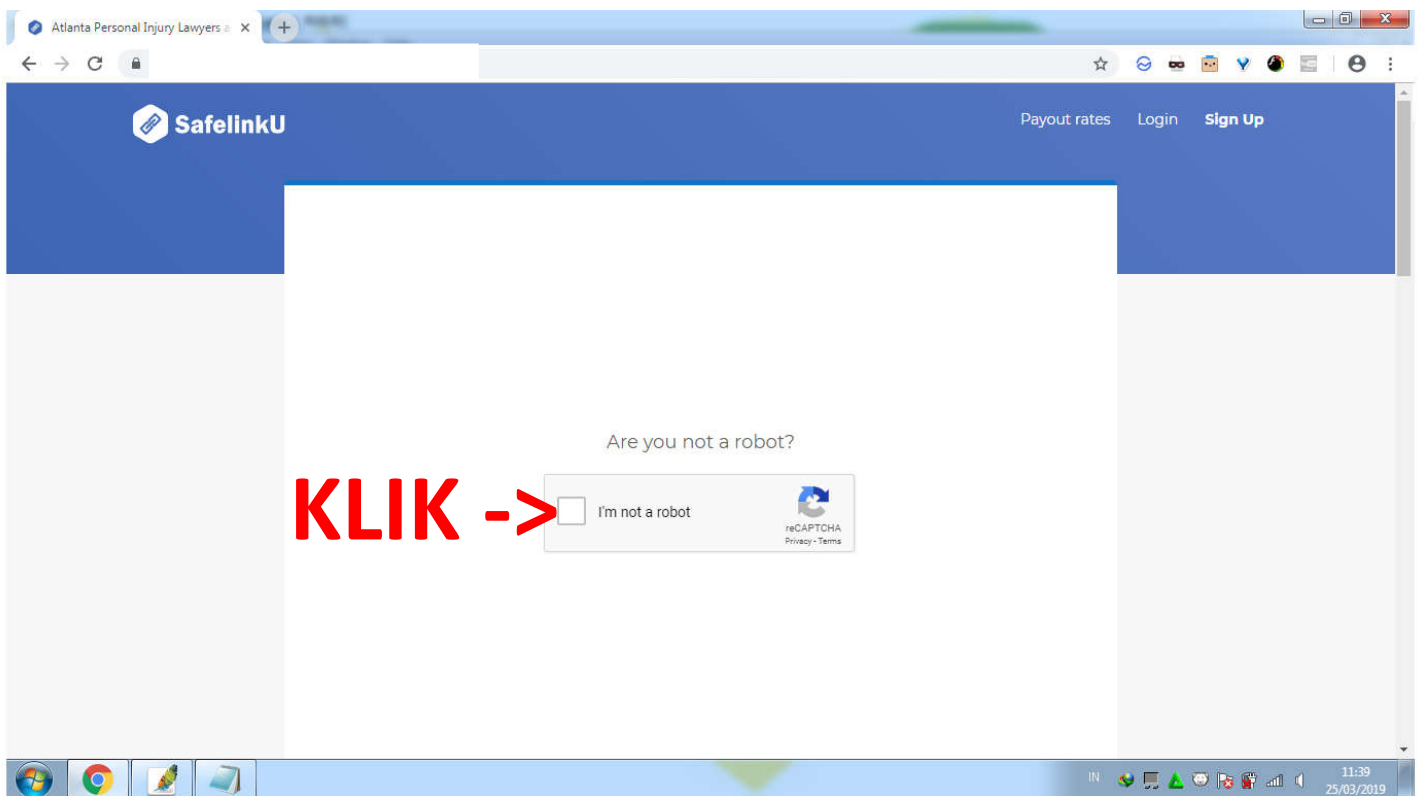 Atlanta Personal Injury Lawyers a
SafelinkU
Payout rates Login Sign Up
Are you not a robot?
KLIK ->
I'm not a robot
reCAPTCHA
Privacy - Terms
IN
11:39
25/03/2019